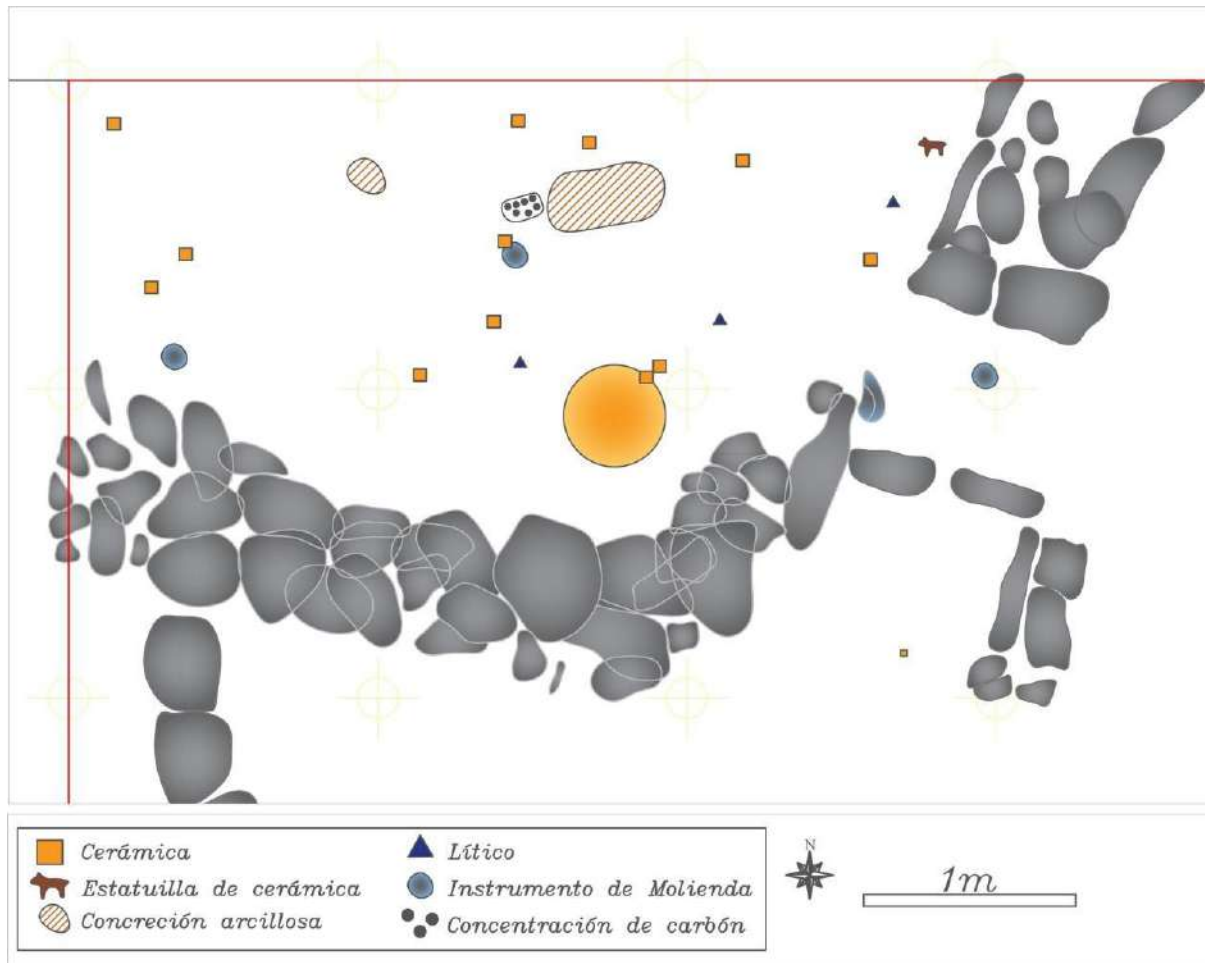 Cerámica
Estatuilla de cerámica
Concreción arcillosa
Lítico
Instrumento de Molienda
Concentración de carbón
N
1m